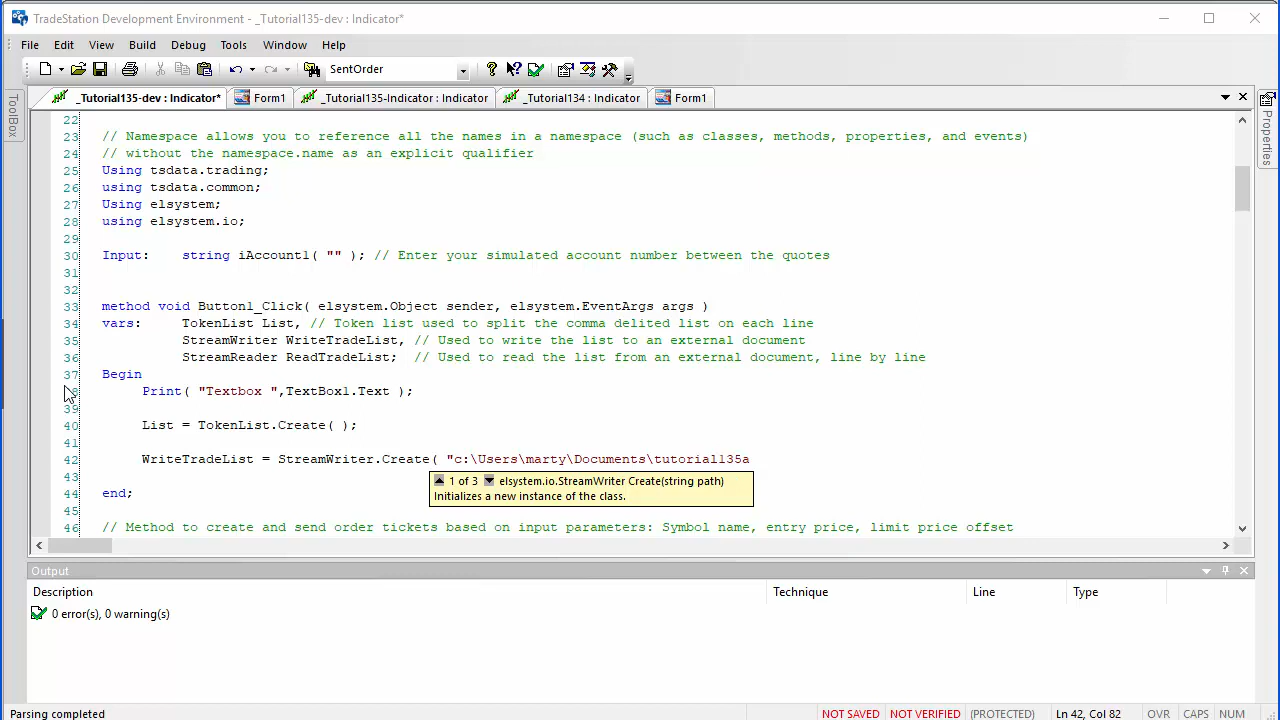 TradeStation Development Environment - _Tutorial135-dev : Indicator*
File Edit View Build Debug Tools Window Help
SentOrder
_Tutorial135-dev : Indicator* Form1 _Tutorial135-Indicator : Indicator _Tutorial134 : Indicator Form1
ToolBox
Properties
22
23 // Namespace allows you to reference all the names in a namespace (such as classes, methods, properties, and events)
24 // without the namespace.name as an explicit qualifier
25 Using tsdata.trading;
26 using tsdata.common;
27 Using elsystem;
28 using elsystem.io;
29
30 Input: string iAccount1( "" ); // Enter your simulated account number between the quotes
31
32
33 method void Button1_Click( elsystem.Object sender, elsystem.EventArgs args )
34 vars: TokenList List, // Token list used to split the comma delited list on each line
35 StreamWriter WriteTradeList, // Used to write the list to an external document
36 StreamReader ReadTradeList; // Used to read the list from an external document, line by line
37 Begin
38 Print( "Textbox ",TextBox1.Text );
39
40 List = TokenList.Create( );
41
42 WriteTradeList = StreamWriter.Create( "c:\Users\marty\Documents\tutorial135a
43 1 of 3 elsystem.io.StreamWriter Create(string path)
Initializes a new instance of the class.
44 end;
45
46 // Method to create and send order tickets based on input parameters: Symbol name, entry price, limit price offset
Output
Description Technique Line Type
0 error(s), 0 warning(s)
Parsing completed NOT SAVED NOT VERIFIED (PROTECTED) Ln 42, Col 82 OVR CAPS NUM